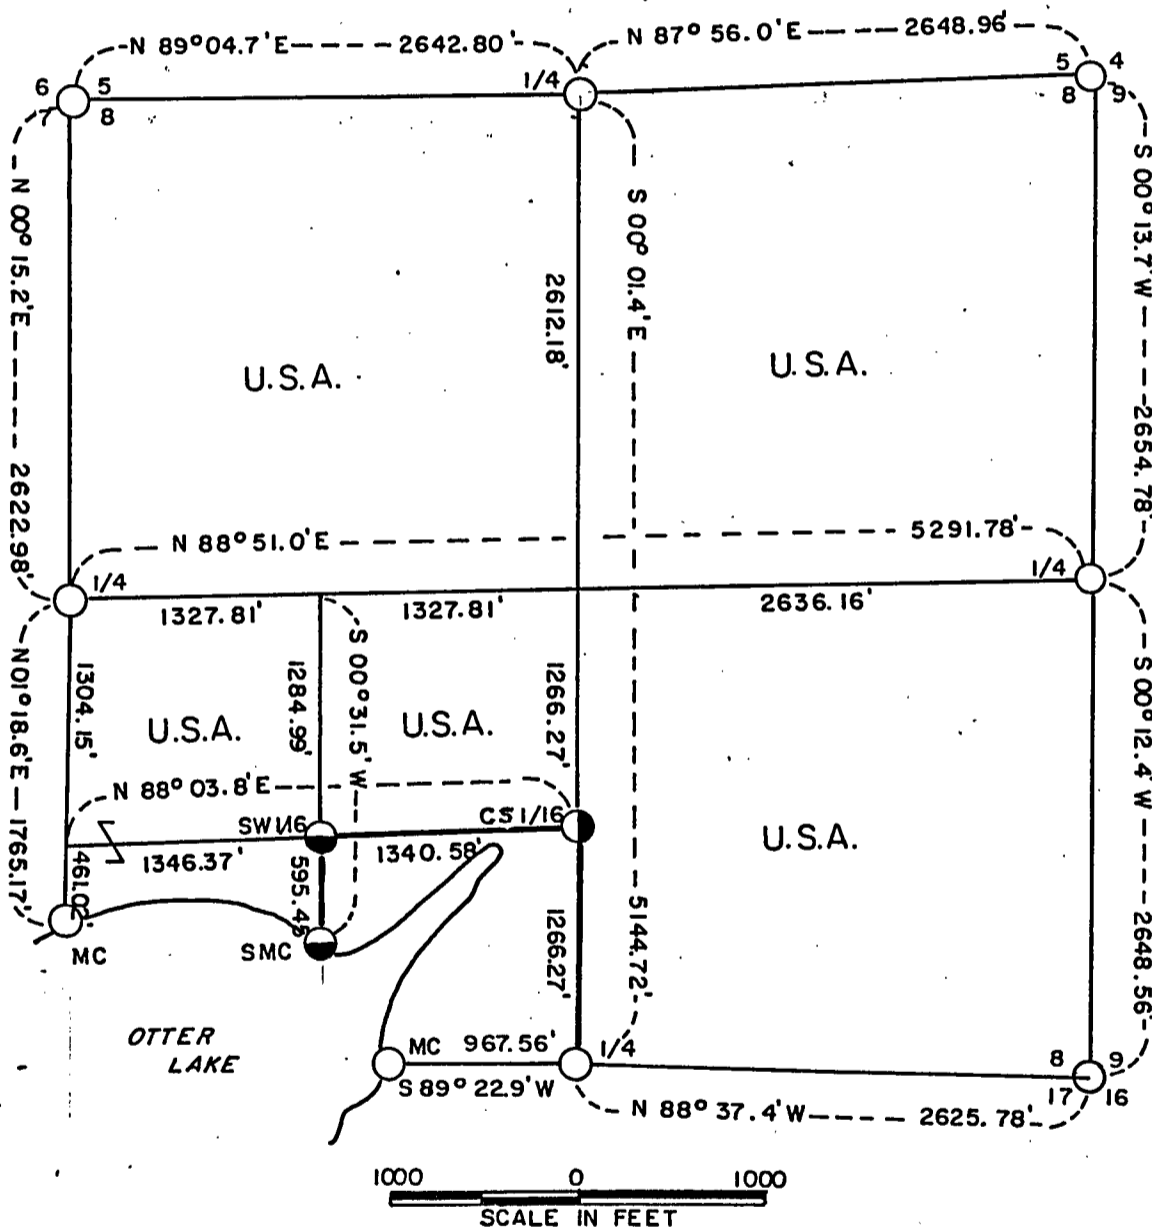 N 89°04.7'E 2642.80'
N 87°56.0'E 2648.96'
6 5
7 8
1/4
5 4
8 9
N 00°15.2'E 2622.98'
S 00°01.4'E 5144.72'
2612.18'
S 00°13.7'W 2654.78'
U.S.A.
U.S.A.
N 88°51.0'E 5291.78'
1/4
1/4
1327.81'
1327.81'
2636.16'
N01°18.6'E 1765.17'
1304.15'
1284.99'
S 00°31.5'W
1266.27'
S 00°12.4'W 2648.56'
U.S.A.
U.S.A.
U.S.A.
N 88°03.8'E
SW1/16
CS1/16
1346.37'
1340.58'
461.02'
595.45
1266.27'
MC
SMC
OTTER
LAKE
MC 967.56' 1/4
S 89°22.9'W
8 9
17 16
N 88°37.4'W 2625.78'
1000 0 1000
SCALE IN FEET